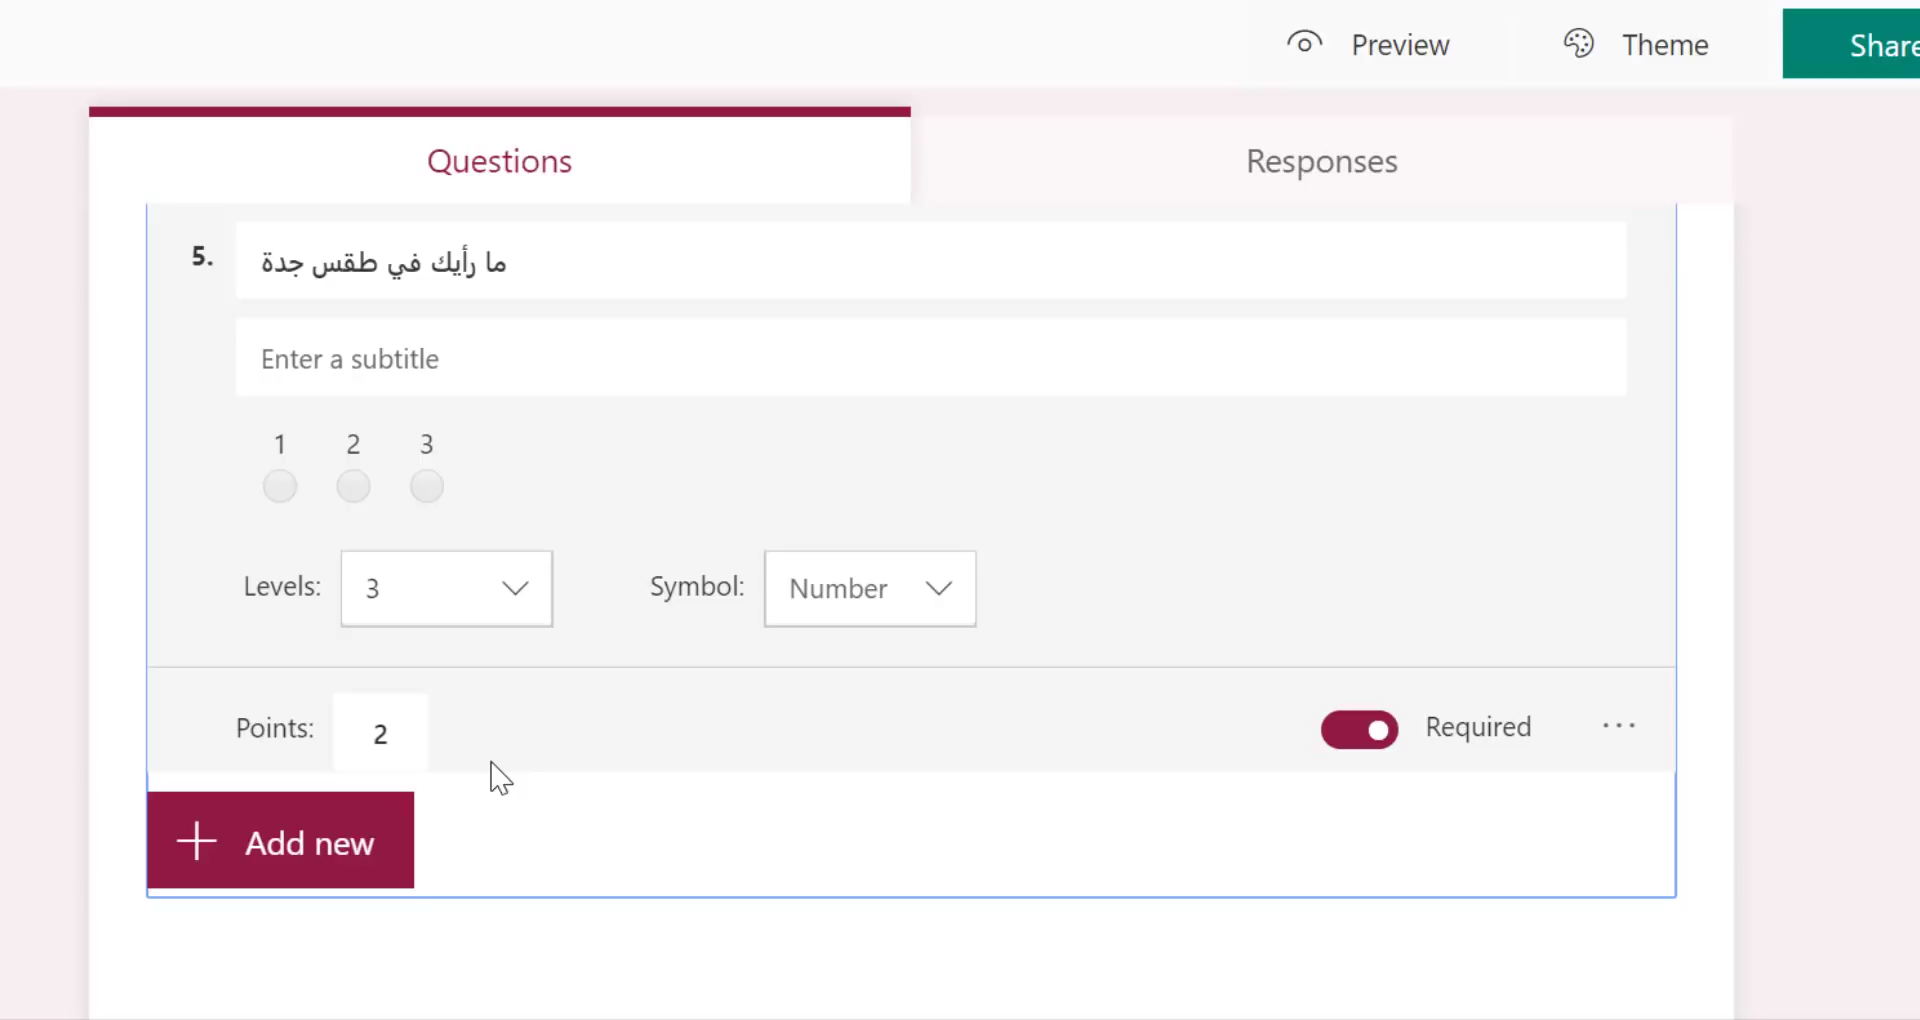 Preview
Theme
Share
Questions
Responses
5.
ما رأيك في طقس جدة
Enter a subtitle
1 2 3
Levels: 3
Symbol: Number
Points: 2
Required
Add new